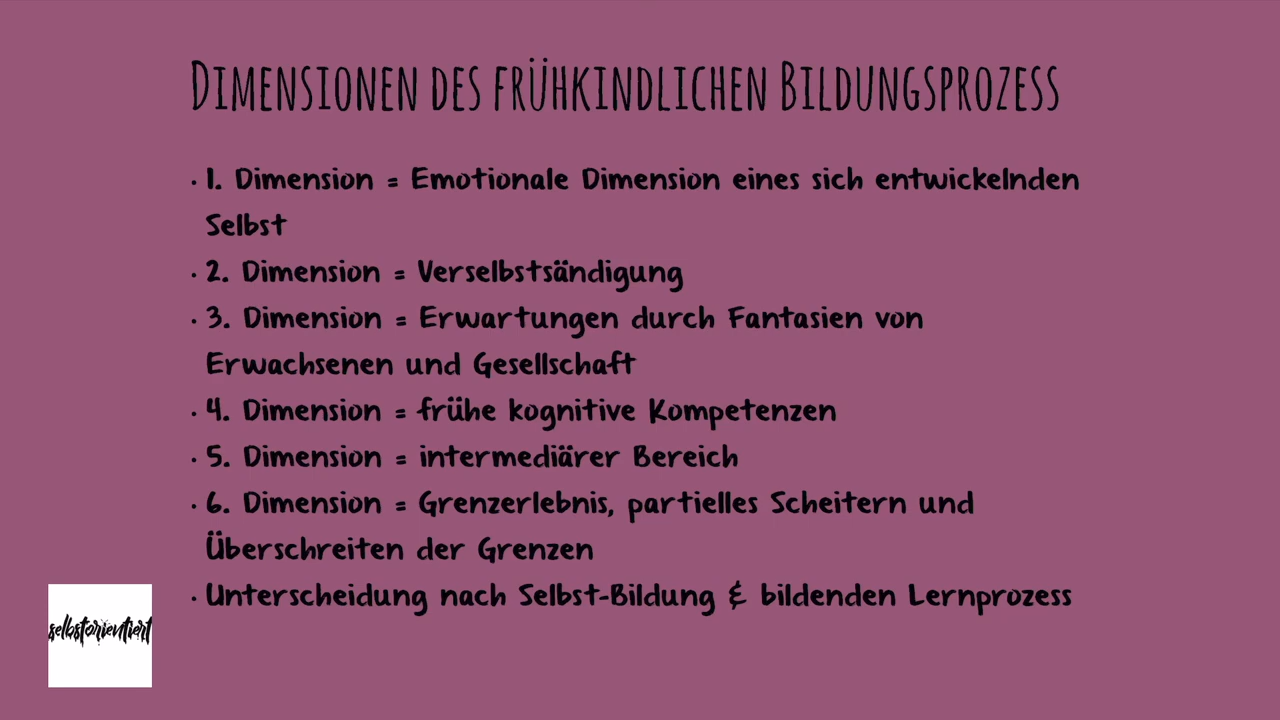 Dimensionen des frühkindlichen Bildungsprozess
• 1. Dimension = Emotionale Dimension eines sich entwickelnden
Selbst
• 2. Dimension = Verselbstsändigung
• 3. Dimension = Erwartungen durch Fantasien von
Erwachsenen und Gesellschaft
• 4. Dimension = frühe kognitive Kompetenzen
• 5. Dimension = intermediärer Bereich
• 6. Dimension = Grenzerlebnis, partielles Scheitern und
Überschreiten der Grenzen
• Unterscheidung nach Selbst-Bildung & bildenden Lernprozess
selbstorientiert